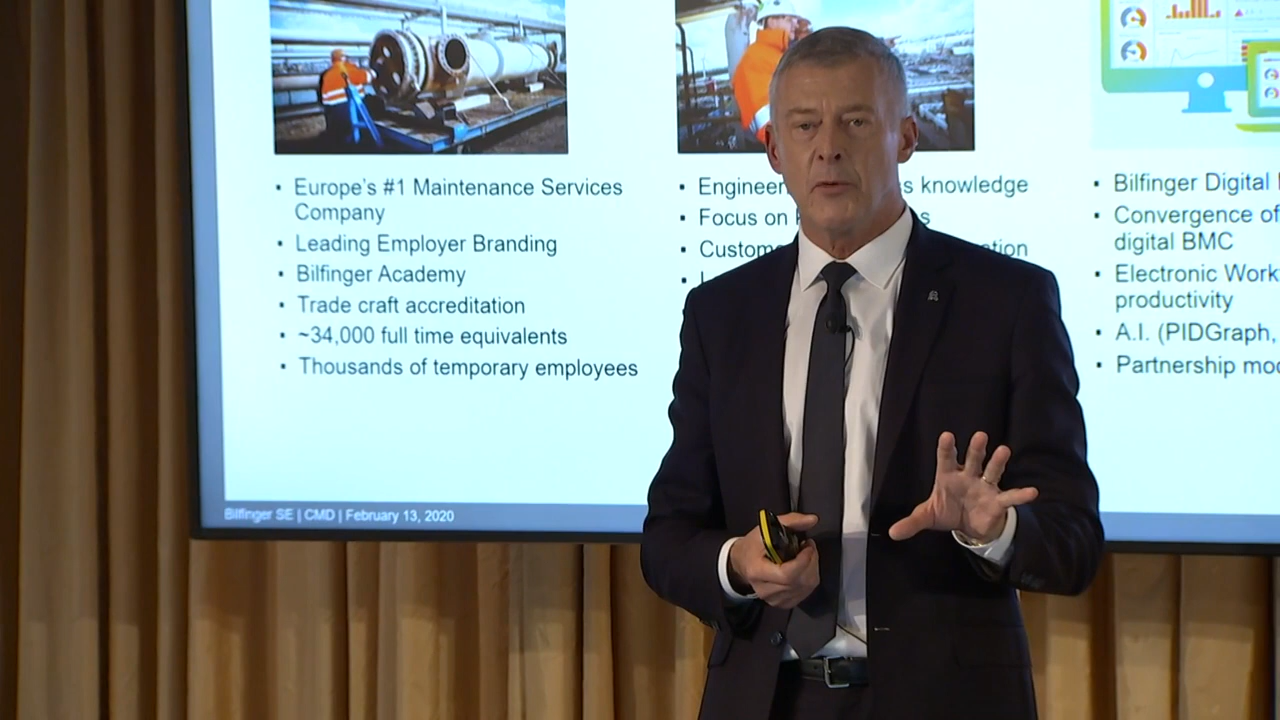 Europe's #1 Maintenance Services
Company
Leading Employer Branding
Bilfinger Academy
Trade craft accreditation
~34,000 full time equivalents
Thousands of temporary employees
knowledge
Focus on
Bilfinger Digital
Convergence of
digital BMC
Electronic Work
productivity
A.I. (PIDGraph,
Partnership
Bilfinger SE | CMD | February 13, 2020